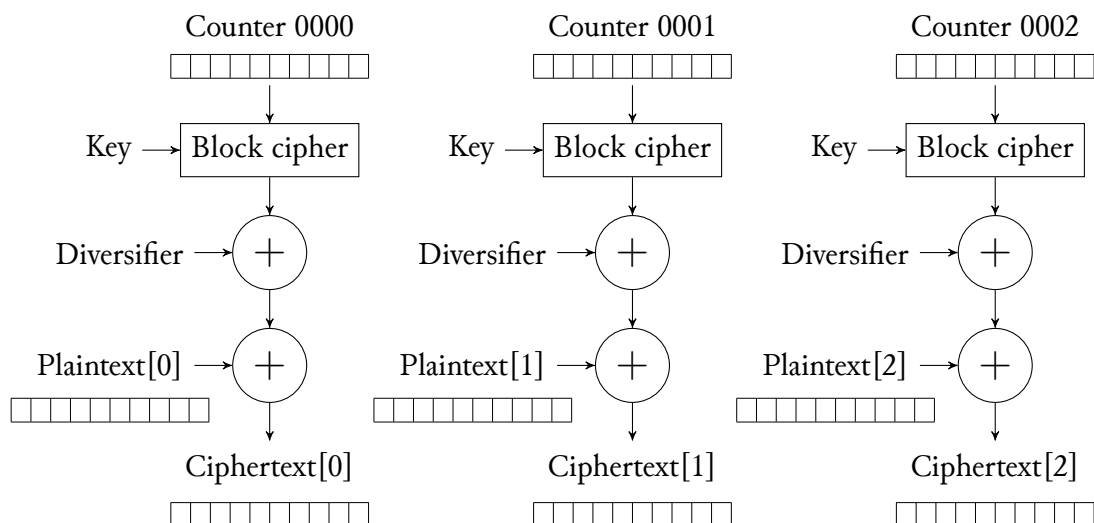 Counter 0000 Counter 0001 Counter 0002
Key Block cipher Key Block cipher Key Block cipher
Diversifier + Diversifier + Diversifier +
Plaintext[0] + Plaintext[1] + Plaintext[2] +
Ciphertext[0] Ciphertext[1] Ciphertext[2]